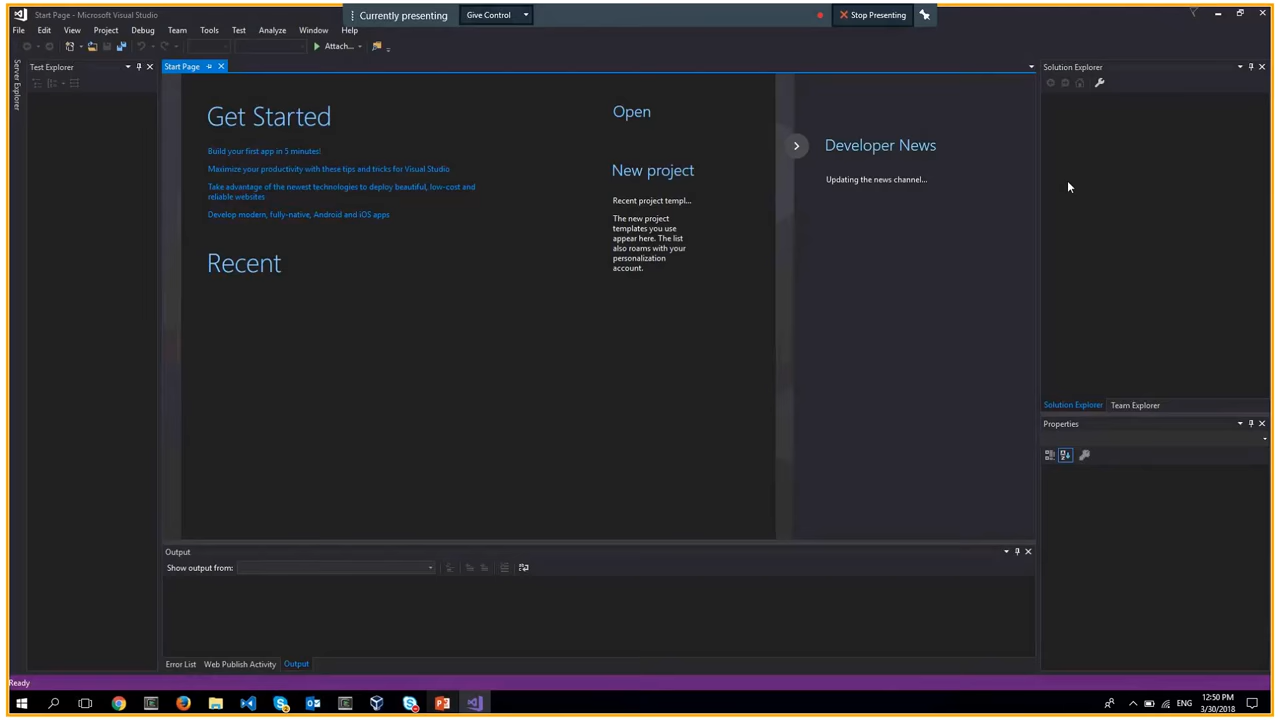 Start Page - Microsoft Visual Studio
Currently presenting
Give Control
Stop Presenting
File Edit View Project Debug Team Tools Test Analyze Window Help
Attach...
Server Explorer
Test Explorer
Start Page
Get Started
Build your first app in 5 minutes!
Maximize your productivity with these tips and tricks for Visual Studio
Take advantage of the newest technologies to deploy beautiful, low-cost and
reliable websites
Develop modern, fully-native, Android and iOS apps
Recent
Open
New project
Recent project templ...
The new project
templates you use
appear here. The list
also roams with your
personalization
account.
Developer News
Updating the news channel...
Solution Explorer
Solution Explorer Team Explorer
Properties
Output
Show output from:
Error List Web Publish Activity Output
Ready
ENG
12:50 PM
3/30/2018